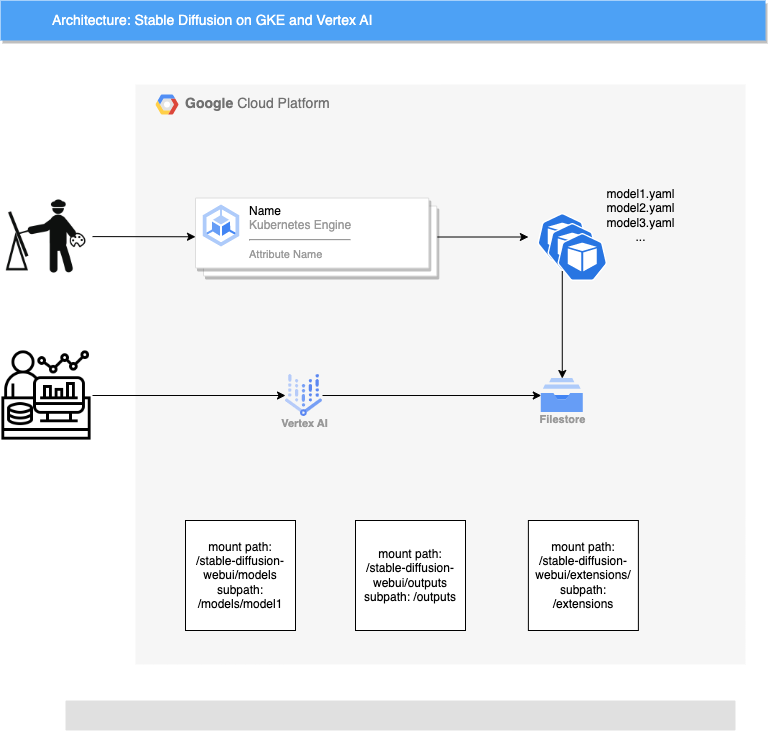 Architecture: Stable Diffusion on GKE and Vertex AI
Google Cloud Platform
model1.yaml
model2.yaml
model3.yaml
...
Name
Kubernetes Engine
Attribute Name
Vertex AI
Filestore
mount path:
/stable-diffusion-
webui/models
subpath:
/models/model1
mount path:
/stable-diffusion-
webui/outputs
subpath: /outputs
mount path:
/stable-diffusion-
webui/extensions/
subpath:
/extensions